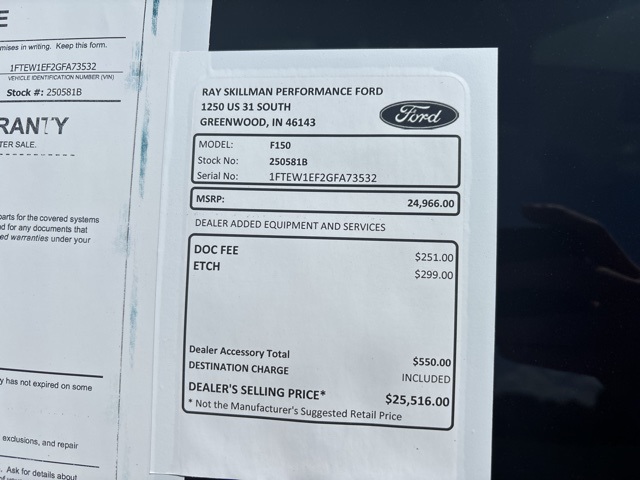 E
mises in writing. Keep this form.
1FTEW1EF2GFA73532
VEHICLE IDENTIFICATION NUMBER (VIN)
Stock #: 250581B
RANTY
TER SALE.
parts for the covered systems
d for any documents that
ed warranties under your
y has not expired on some
exclusions, and repair
. Ask for details about
RAY SKILLMAN PERFORMANCE FORD
1250 US 31 SOUTH
GREENWOOD, IN 46143
Ford
MODEL: F150
Stock No: 250581B
Serial No: 1FTEW1EF2GFA73532
MSRP: 24,966.00
DEALER ADDED EQUIPMENT AND SERVICES
DOC FEE $251.00
ETCH $299.00
Dealer Accessory Total $550.00
DESTINATION CHARGE INCLUDED
DEALER'S SELLING PRICE* $25,516.00
* Not the Manufacturer's Suggested Retail Price